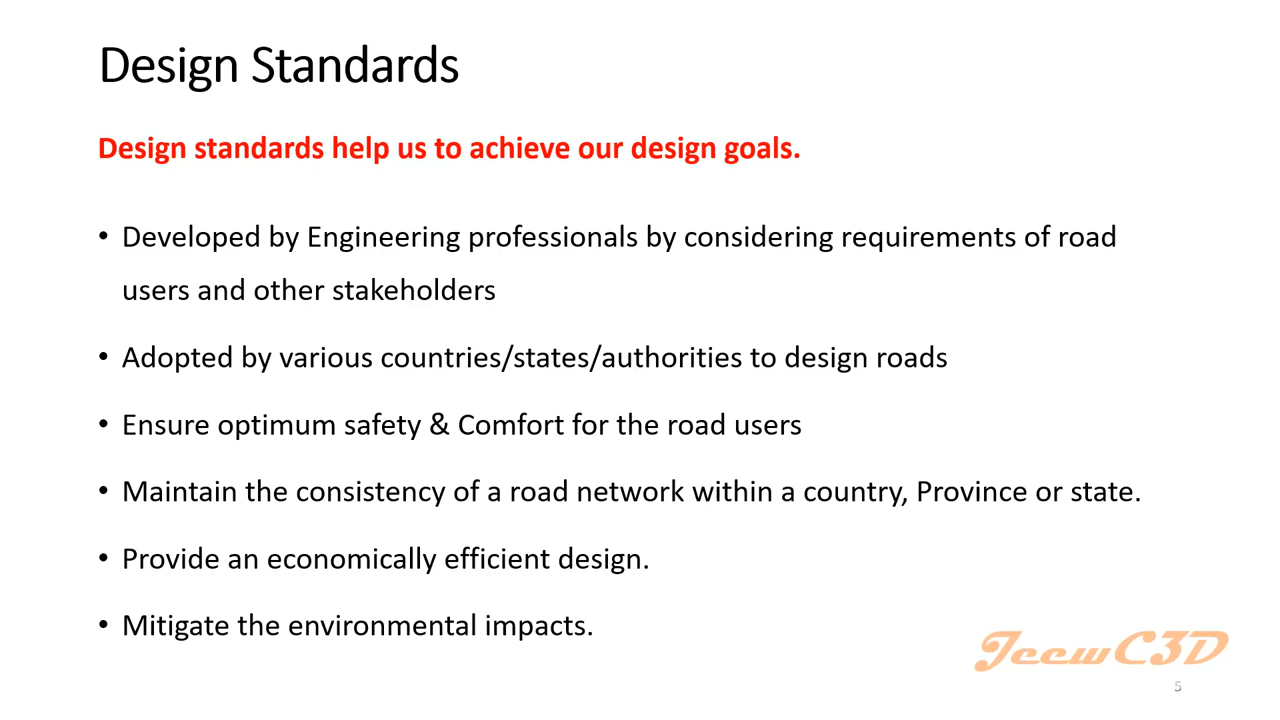 Design Standards
Design standards help us to achieve our design goals.
• Developed by Engineering professionals by considering requirements of road
users and other stakeholders
• Adopted by various countries/states/authorities to design roads
• Ensure optimum safety & Comfort for the road users
• Maintain the consistency of a road network within a country, Province or state.
• Provide an economically efficient design.
• Mitigate the environmental impacts.
JeewC3D
5